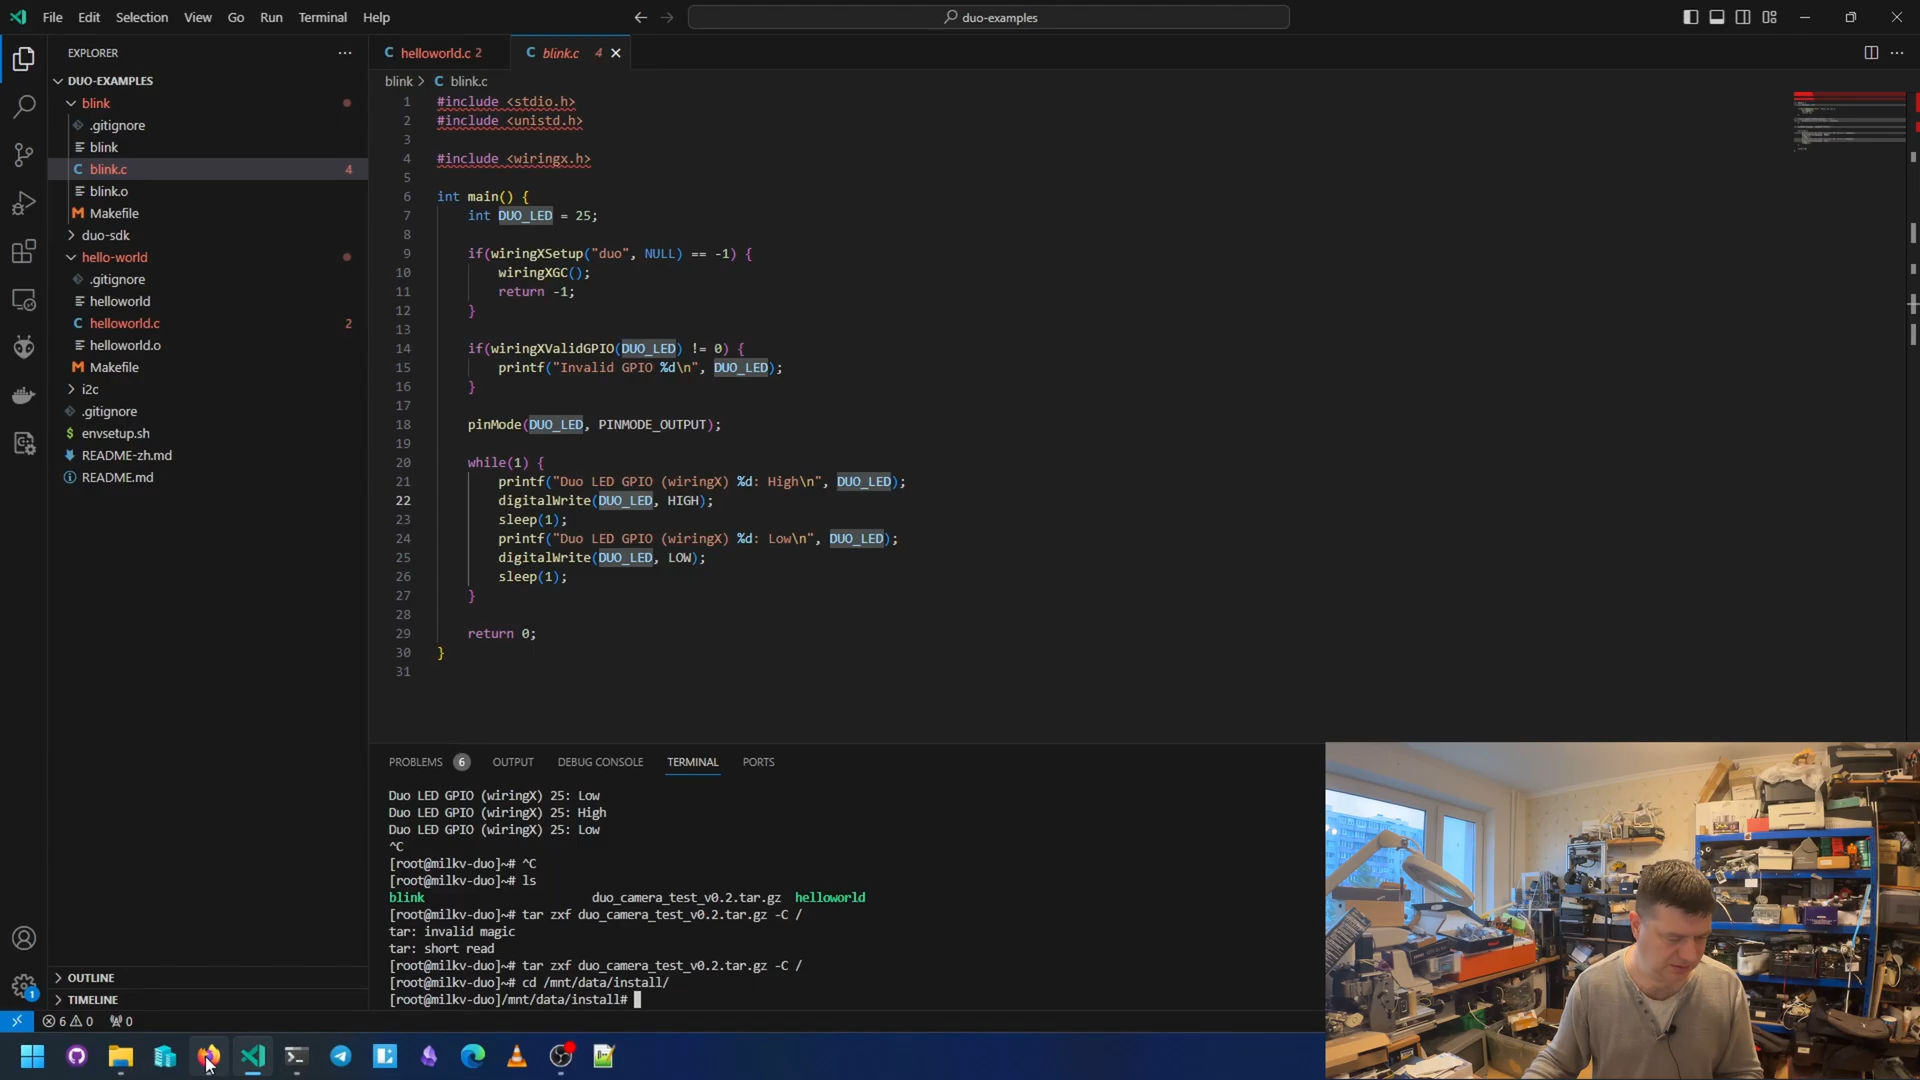 File Edit Selection View Go Run Terminal Help
duo-examples
EXPLORER
DUO-EXAMPLES
blink
.gitignore
blink
blink.c 4
blink.o
Makefile
duo-sdk
hello-world
.gitignore
helloworld
helloworld.c 2
helloworld.o
Makefile
i2c
.gitignore
envsetup.sh
README-zh.md
README.md
OUTLINE
TIMELINE
helloworld.c 2
blink.c 4
blink > C blink.c
1 #include <stdio.h>
2 #include <unistd.h>
3
4 #include <wiringx.h>
5
6 int main() {
7 int DUO_LED = 25;
8
9 if(wiringXSetup("duo", NULL) == -1) {
10 wiringXGC();
11 return -1;
12 }
13
14 if(wiringXValidGPIO(DUO_LED) != 0) {
15 printf("Invalid GPIO %d\n", DUO_LED);
16 }
17
18 pinMode(DUO_LED, PINMODE_OUTPUT);
19
20 while(1) {
21 printf("Duo LED GPIO (wiringX) %d: High\n", DUO_LED);
22 digitalWrite(DUO_LED, HIGH);
23 sleep(1);
24 printf("Duo LED GPIO (wiringX) %d: Low\n", DUO_LED);
25 digitalWrite(DUO_LED, LOW);
26 sleep(1);
27 }
28
29 return 0;
30 }
31
PROBLEMS 6 OUTPUT DEBUG CONSOLE TERMINAL PORTS
Duo LED GPIO (wiringX) 25: Low
Duo LED GPIO (wiringX) 25: High
Duo LED GPIO (wiringX) 25: Low
^C
[root@milkv-duo]~# ^C
[root@milkv-duo]~# ls
blink duo_camera_test_v0.2.tar.gz helloworld
[root@milkv-duo]~# tar zxf duo_camera_test_v0.2.tar.gz -C /
tar: invalid magic
tar: short read
[root@milkv-duo]~# tar zxf duo_camera_test_v0.2.tar.gz -C /
[root@milkv-duo]~# cd /mnt/data/install/
[root@milkv-duo]/mnt/data/install#
1
6 0 0